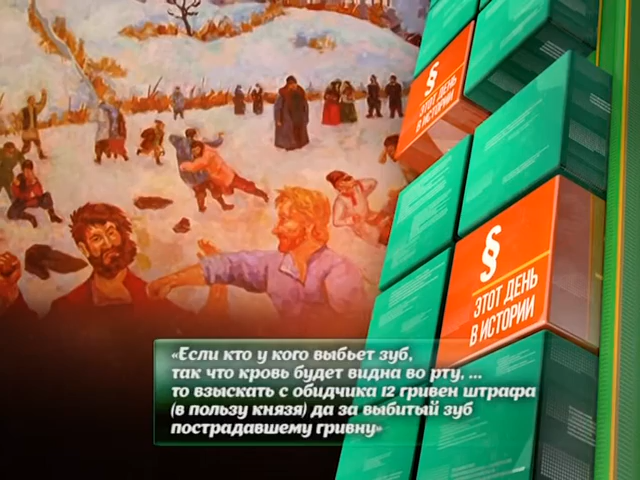 §
ЭТОТ ДЕНЬ
В ИСТОРИИ
§
ЭТОТ ДЕНЬ
В ИСТОРИИ
«Если кто у кого выбьет зуб,
так что кровь будет видна во рту, ...
то взыскать с обидчика 12 гривен штрафа
(в пользу князя) да за выбитый зуб
пострадавшему гривну»